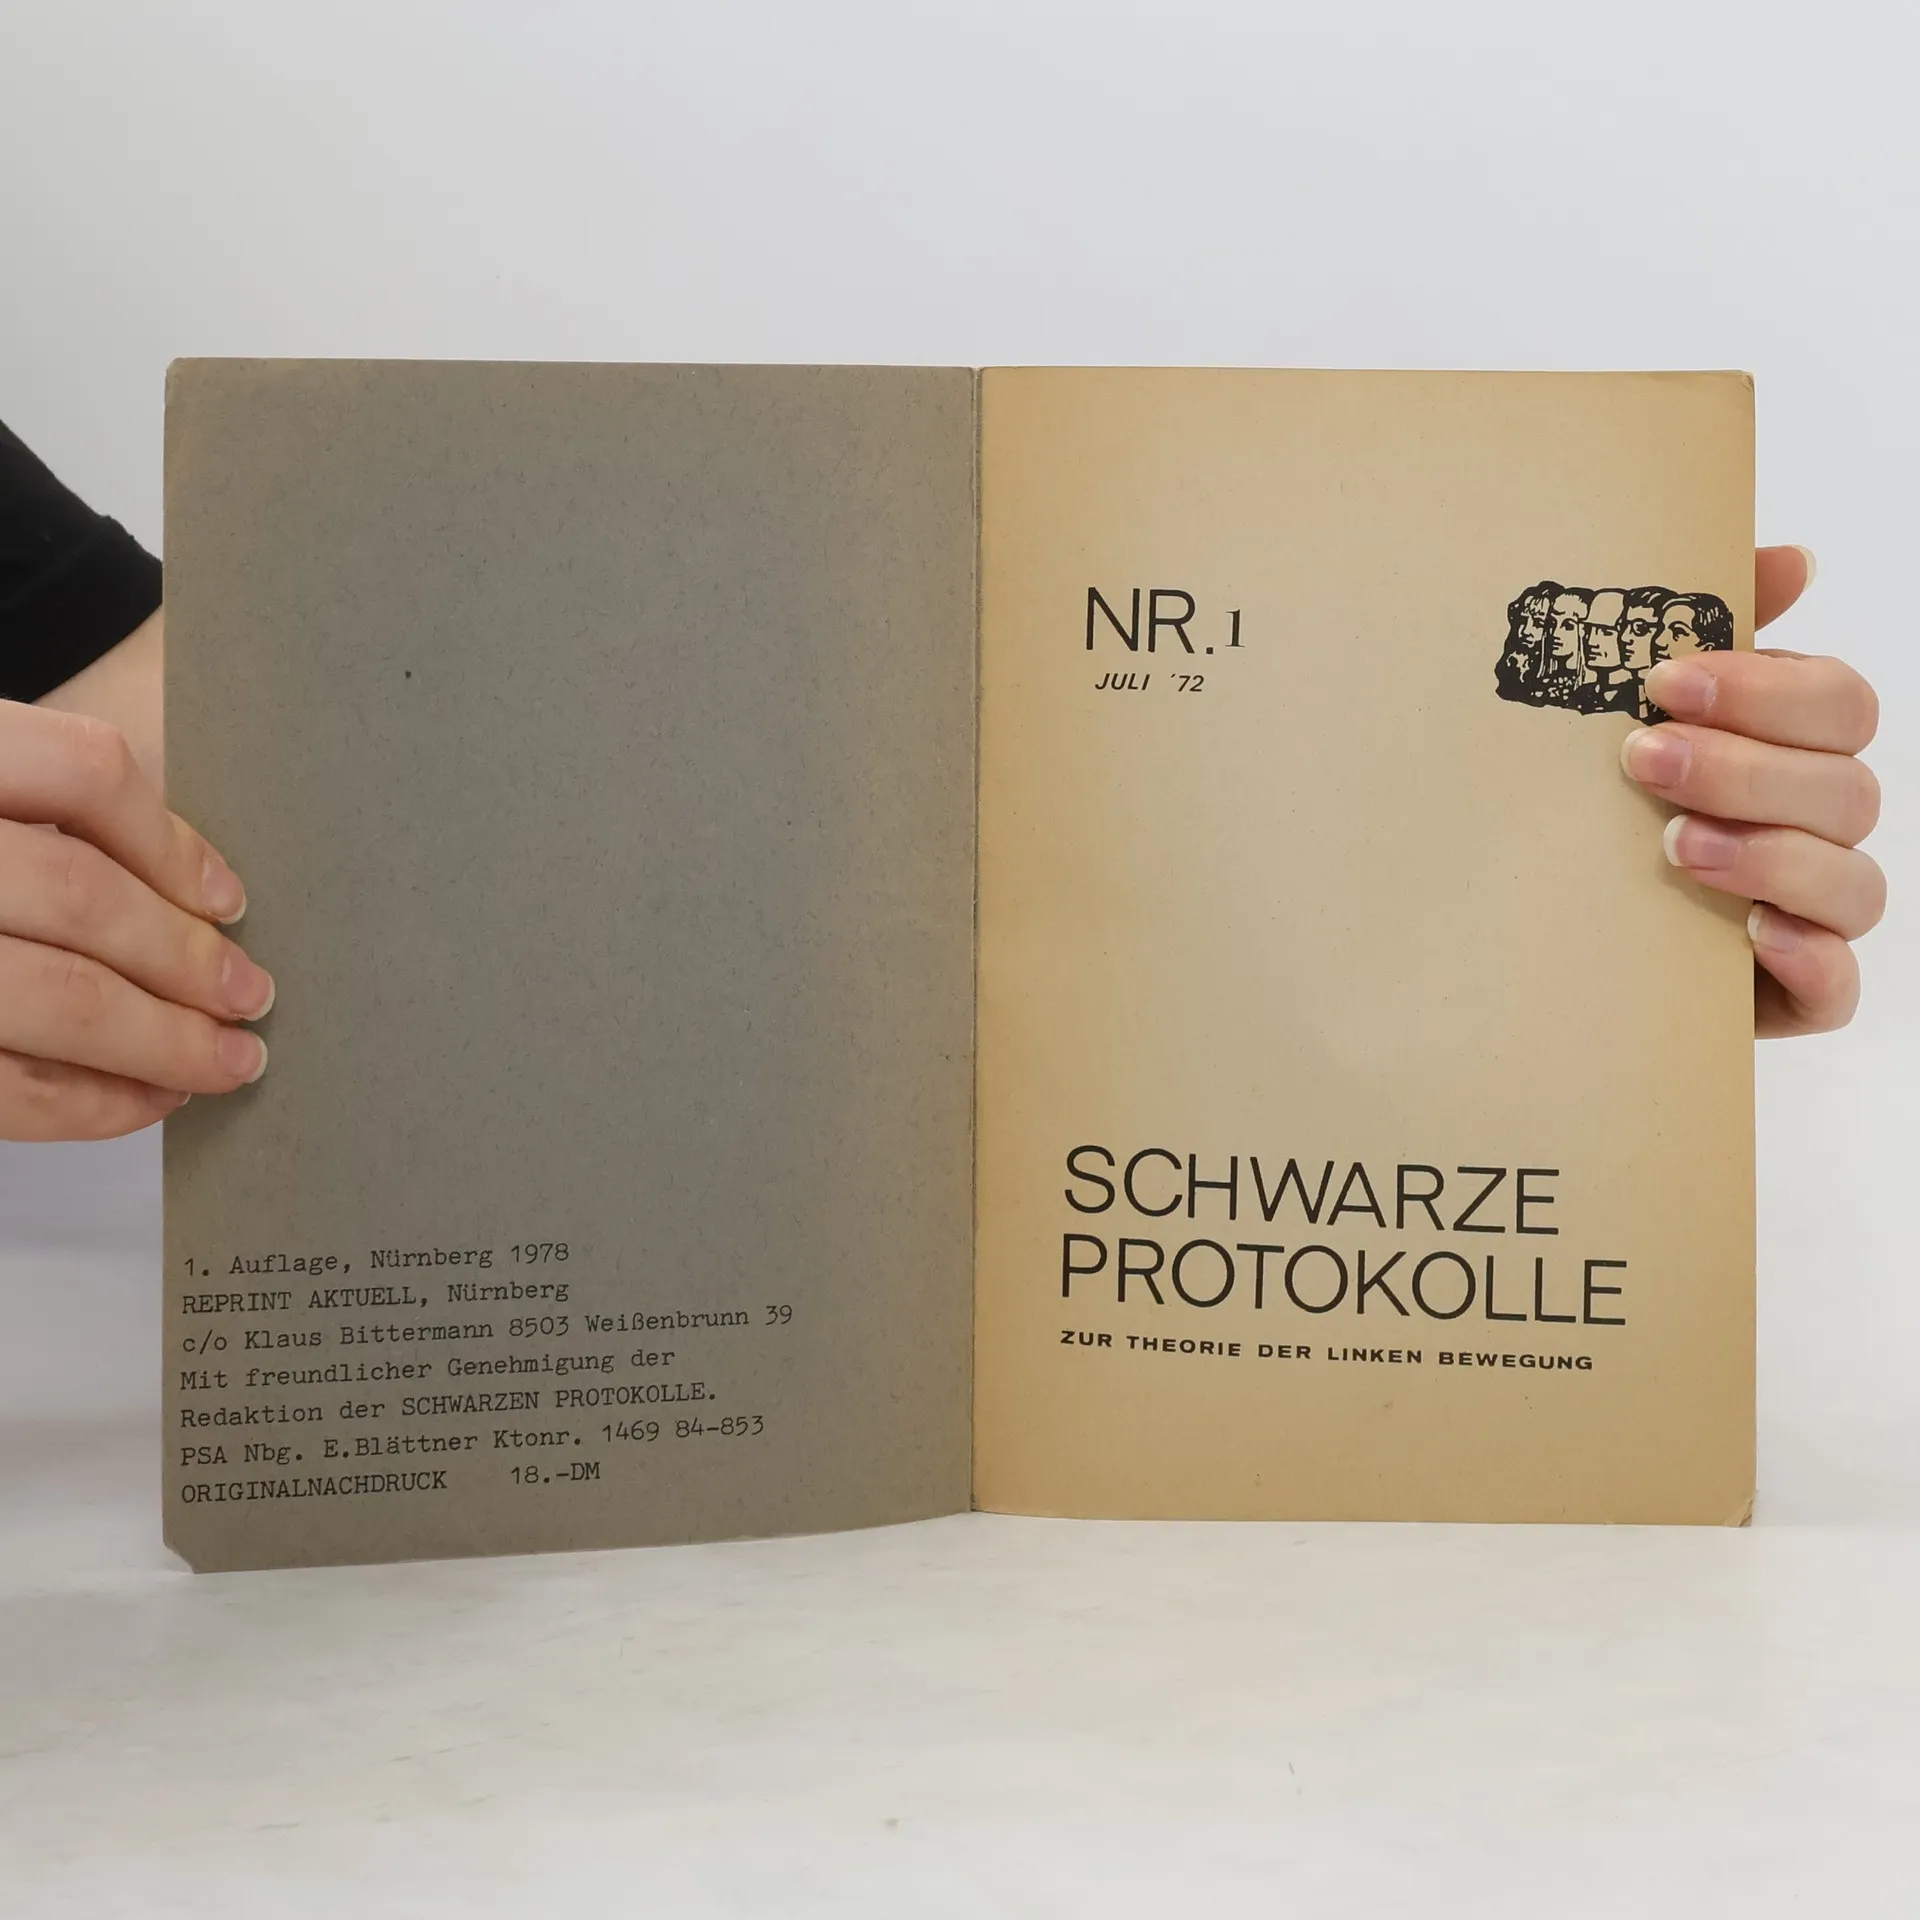 1. Auflage, Nürnberg 1978
REPRINT AKTUELL, Nürnberg
c/o Klaus Bittermann 8503 Weißenbrunn 39
Mit freundlicher Genehmigung der
Redaktion der SCHWARZEN PROTOKOLLE.
PSA Nbg. E.Blättner Ktonr. 1469 84-853
ORIGINALNACHDRUCK 18.-DM
NR.1
JULI ´72
SCHWARZE
PROTOKOLLE
ZUR THEORIE DER LINKEN BEWEGUNG